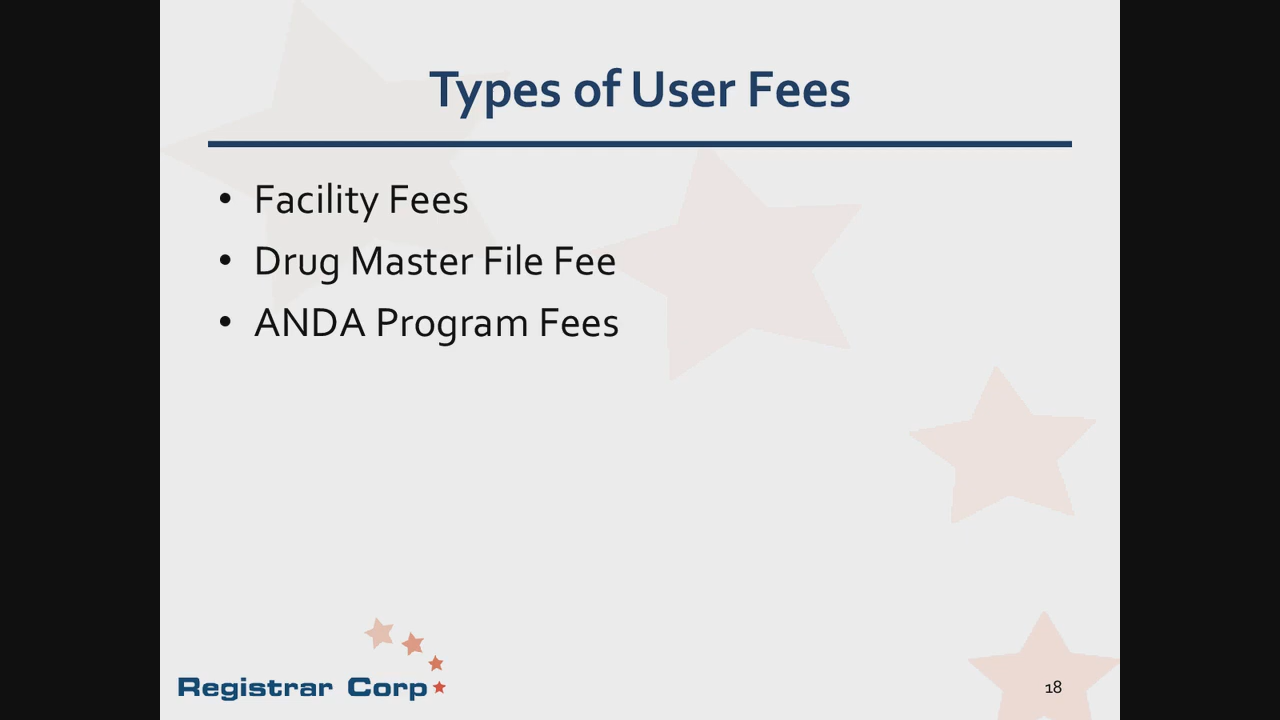 Types of User Fees
• Facility Fees
• Drug Master File Fee
• ANDA Program Fees
Registrar Corp
18